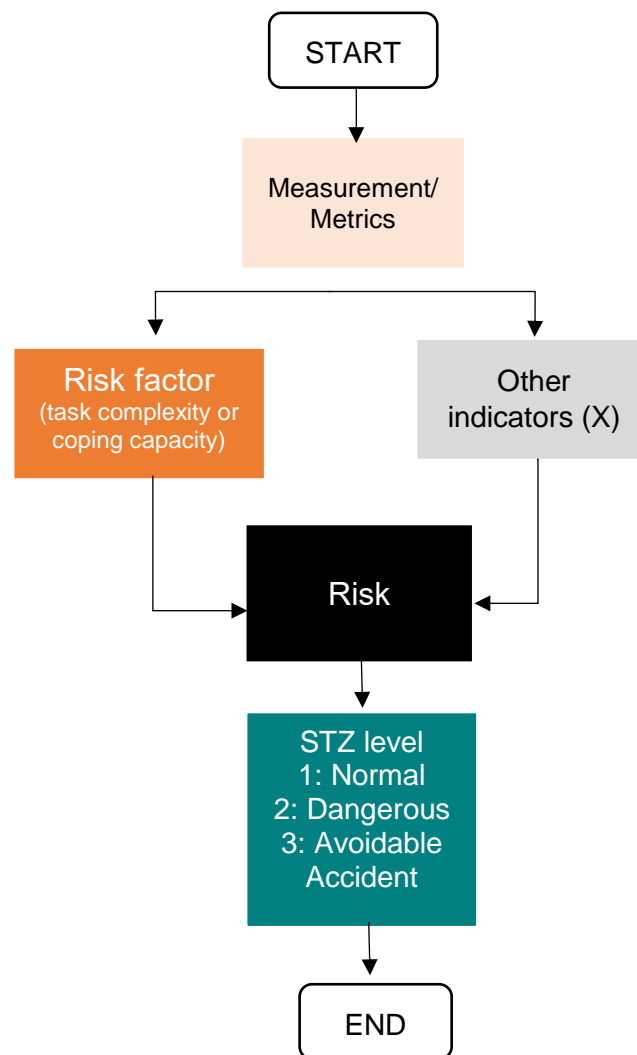 START
Measurement/
Metrics
Risk factor
(task complexity or
coping capacity)
Other
indicators (X)
Risk
STZ level
1: Normal
2: Dangerous
3: Avoidable
Accident
END